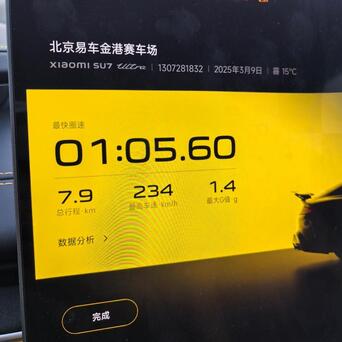 北京易车金港赛车场
XIAOMI SU7 ultra | 1307281832 | 2025年3月9日 | 15℃
最快圈速
01:05.60
7.9 234 1.4
总行程·km 最高车速·km/h 最大G值·g
数据分析 >
完成